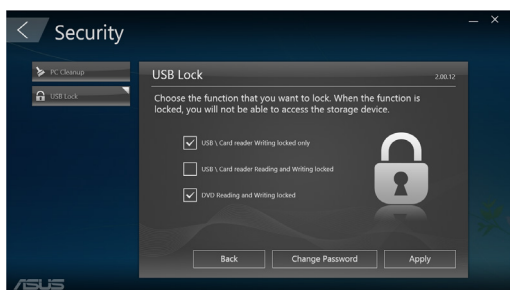 Security
PC Cleanup
USB Lock
USB Lock
2.00.12
Choose the function that you want to lock. When the function is
locked, you will not be able to access the storage device.
USB \ Card reader Writing locked only
USB \ Card reader Reading and Writing locked
DVD Reading and Writing locked
Back
Change Password
Apply
ASUS